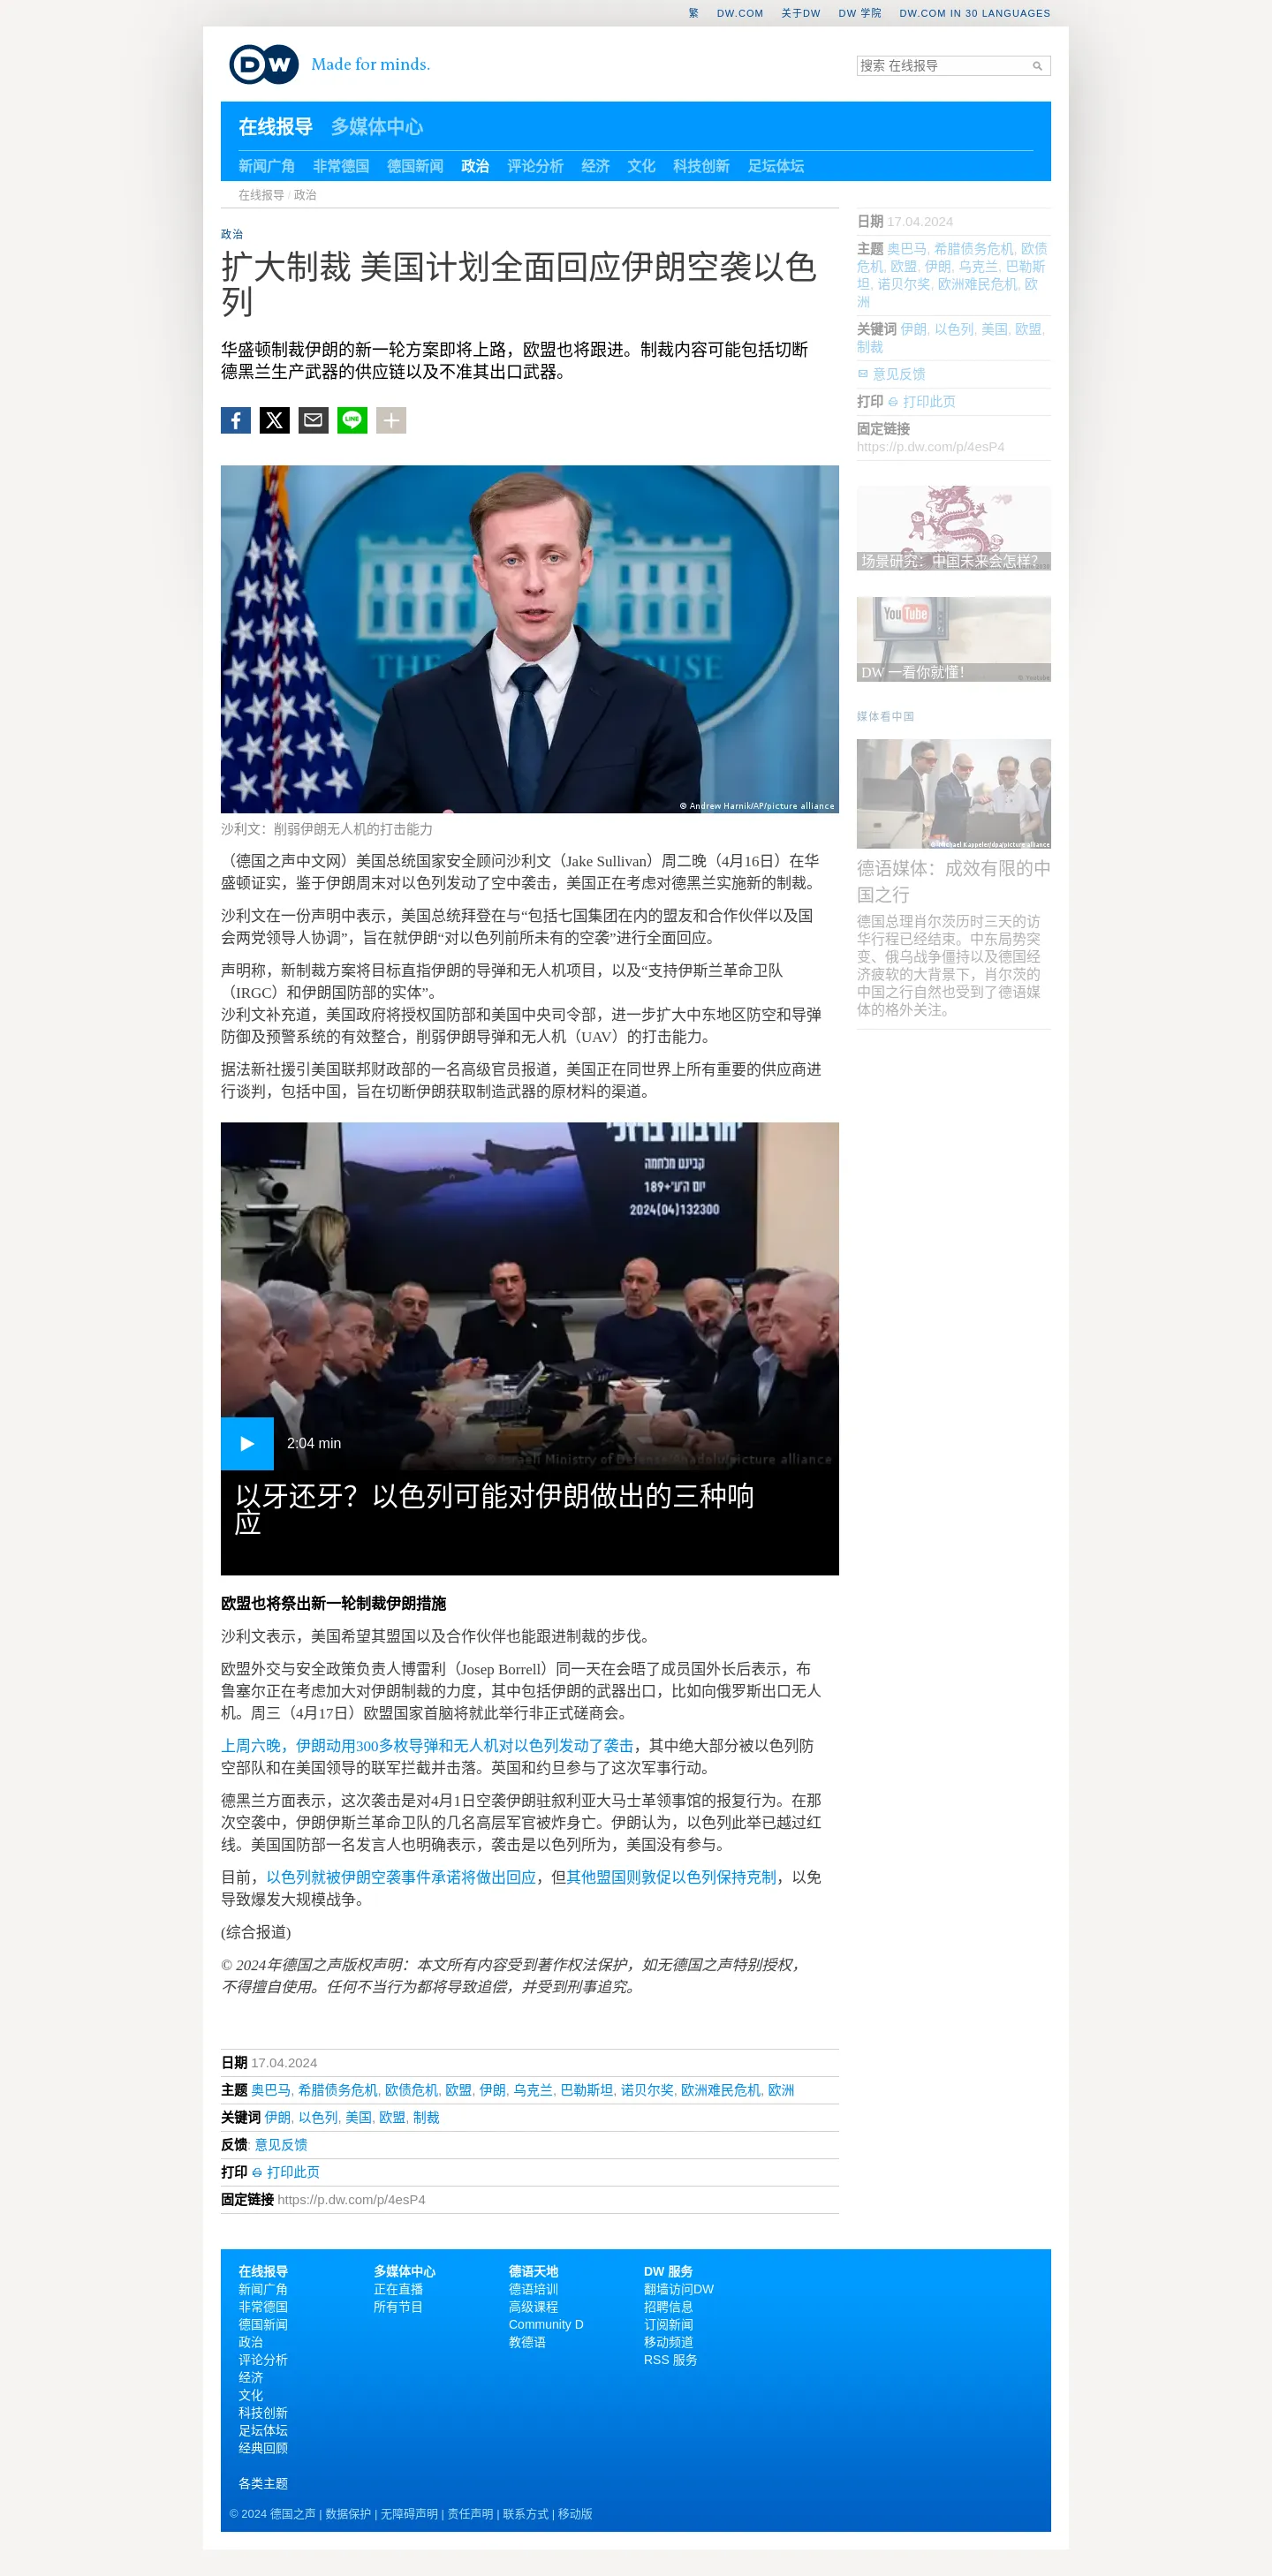 繁 DW.COM 关于DW DW 学院 DW.COM IN 30 LANGUAGES
DW Made for minds.
搜索 在线报导
在线报导 多媒体中心
新闻广角 非常德国 德国新闻 政治 评论分析 经济 文化 科技创新 足坛体坛
在线报导 / 政治
政治
扩大制裁 美国计划全面回应伊朗空袭以色
列
华盛顿制裁伊朗的新一轮方案即将上路，欧盟也将跟进。制裁内容可能包括切断
德黑兰生产武器的供应链以及不准其出口武器。
LINE
© Andrew Harnik/AP/picture alliance
沙利文：削弱伊朗无人机的打击能力
（德国之声中文网）美国总统国家安全顾问沙利文（Jake Sullivan）周二晚（4月16日）在华
盛顿证实，鉴于伊朗周末对以色列发动了空中袭击，美国正在考虑对德黑兰实施新的制裁。
沙利文在一份声明中表示，美国总统拜登在与“包括七国集团在内的盟友和合作伙伴以及国
会两党领导人协调”，旨在就伊朗“对以色列前所未有的空袭”进行全面回应。
声明称，新制裁方案将目标直指伊朗的导弹和无人机项目，以及“支持伊斯兰革命卫队
（IRGC）和伊朗国防部的实体”。
沙利文补充道，美国政府将授权国防部和美国中央司令部，进一步扩大中东地区防空和导弹
防御及预警系统的有效整合，削弱伊朗导弹和无人机（UAV）的打击能力。
据法新社援引美国联邦财政部的一名高级官员报道，美国正在同世界上所有重要的供应商进
行谈判，包括中国，旨在切断伊朗获取制造武器的原材料的渠道。
חרבות ברזל
קבינט מלחמה
יום ה'ע'י 189+
2024(04)132300
© Israeli Ministry of Defense/Anadolu/picture alliance
2:04 min
以牙还牙？以色列可能对伊朗做出的三种响
应
欧盟也将祭出新一轮制裁伊朗措施
沙利文表示，美国希望其盟国以及合作伙伴也能跟进制裁的步伐。
欧盟外交与安全政策负责人博雷利（Josep Borrell）同一天在会晤了成员国外长后表示，布
鲁塞尔正在考虑加大对伊朗制裁的力度，其中包括伊朗的武器出口，比如向俄罗斯出口无人
机。周三（4月17日）欧盟国家首脑将就此举行非正式磋商会。
上周六晚，伊朗动用300多枚导弹和无人机对以色列发动了袭击，其中绝大部分被以色列防
空部队和在美国领导的联军拦截并击落。英国和约旦参与了这次军事行动。
德黑兰方面表示，这次袭击是对4月1日空袭伊朗驻叙利亚大马士革领事馆的报复行为。在那
次空袭中，伊朗伊斯兰革命卫队的几名高层军官被炸身亡。伊朗认为，以色列此举已越过红
线。美国国防部一名发言人也明确表示，袭击是以色列所为，美国没有参与。
目前，以色列就被伊朗空袭事件承诺将做出回应，但其他盟国则敦促以色列保持克制，以免
导致爆发大规模战争。
(综合报道)
© 2024年德国之声版权声明：本文所有内容受到著作权法保护，如无德国之声特别授权，
不得擅自使用。任何不当行为都将导致追偿，并受到刑事追究。
日期 17.04.2024
主题 奥巴马, 希腊债务危机, 欧债危机, 欧盟, 伊朗, 乌克兰, 巴勒斯坦, 诺贝尔奖, 欧洲难民危机, 欧洲
关键词 伊朗, 以色列, 美国, 欧盟, 制裁
反馈: 意见反馈
打印 打印此页
固定链接 https://p.dw.com/p/4esP4
日期 17.04.2024
主题 奥巴马, 希腊债务危机, 欧债
危机, 欧盟, 伊朗, 乌克兰, 巴勒斯
坦, 诺贝尔奖, 欧洲难民危机, 欧
洲
关键词 伊朗, 以色列, 美国, 欧盟,
制裁
意见反馈
打印 打印此页
固定链接
https://p.dw.com/p/4esP4
场景研究：中国未来会怎样？
YouTube
DW 一看你就懂！
© Youtube
媒体看中国
© Michael Kappeler/dpa/picture alliance
德语媒体：成效有限的中
国之行
德国总理肖尔茨历时三天的访
华行程已经结束。中东局势突
变、俄乌战争僵持以及德国经
济疲软的大背景下，肖尔茨的
中国之行自然也受到了德语媒
体的格外关注。
在线报导
新闻广角
非常德国
德国新闻
政治
评论分析
经济
文化
科技创新
足坛体坛
经典回顾
各类主题
多媒体中心
正在直播
所有节目
德语天地
德语培训
高级课程
Community D
教德语
DW 服务
翻墙访问DW
招聘信息
订阅新闻
移动频道
RSS 服务
© 2024 德国之声 | 数据保护 | 无障碍声明 | 责任声明 | 联系方式 | 移动版